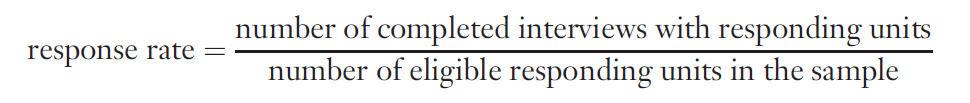 response rate = number of completed interviews with responding units
number of eligible responding units in the sample